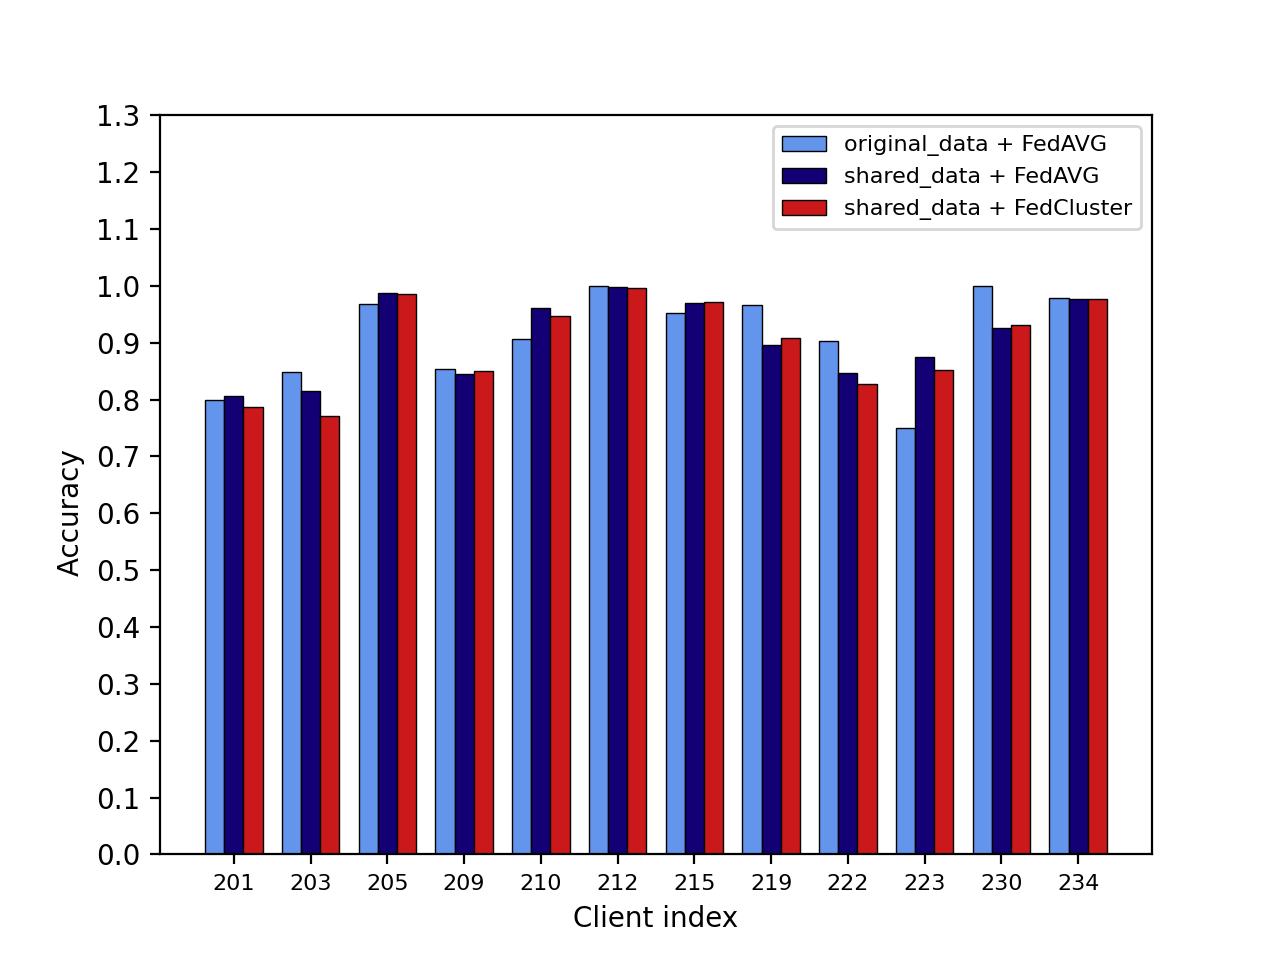 original_data + FedAVG
shared_data + FedAVG
shared_data + FedCluster
1.3
1.2
1.1
1.0
0.9
0.8
0.7
0.6
0.5
0.4
0.3
0.2
0.1
0.0
Accuracy
201 203 205 209 210 212 215 219 222 223 230 234
Client index